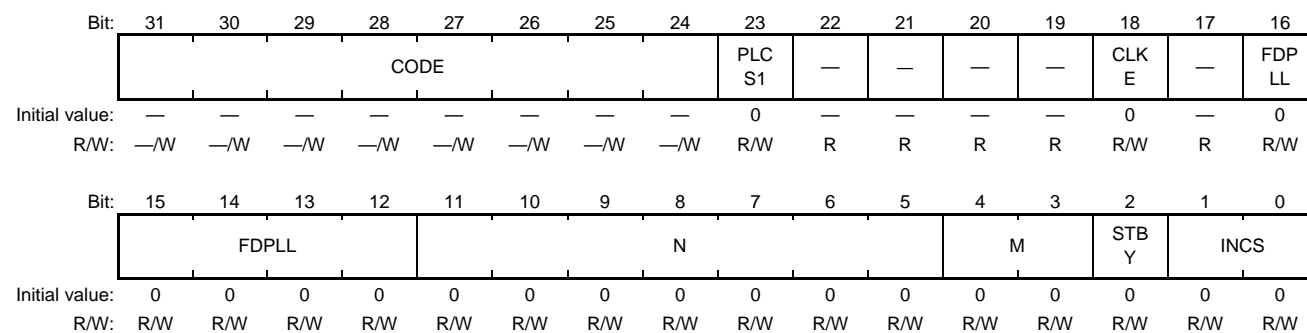 Bit: 31 30 29 28 27 26 25 24 23 22 21 20 19 18 17 16
CODE PLC S1 — — — — CLK E — FDP LL
Initial value: — — — — — — — — 0 — — — — 0 — 0
R/W: —/W —/W —/W —/W —/W —/W —/W —/W R/W R R R R R/W R R/W
Bit: 15 14 13 12 11 10 9 8 7 6 5 4 3 2 1 0
FDPLL N M STB Y INCS
Initial value: 0 0 0 0 0 0 0 0 0 0 0 0 0 0 0 0
R/W: R/W R/W R/W R/W R/W R/W R/W R/W R/W R/W R/W R/W R/W R/W R/W R/W